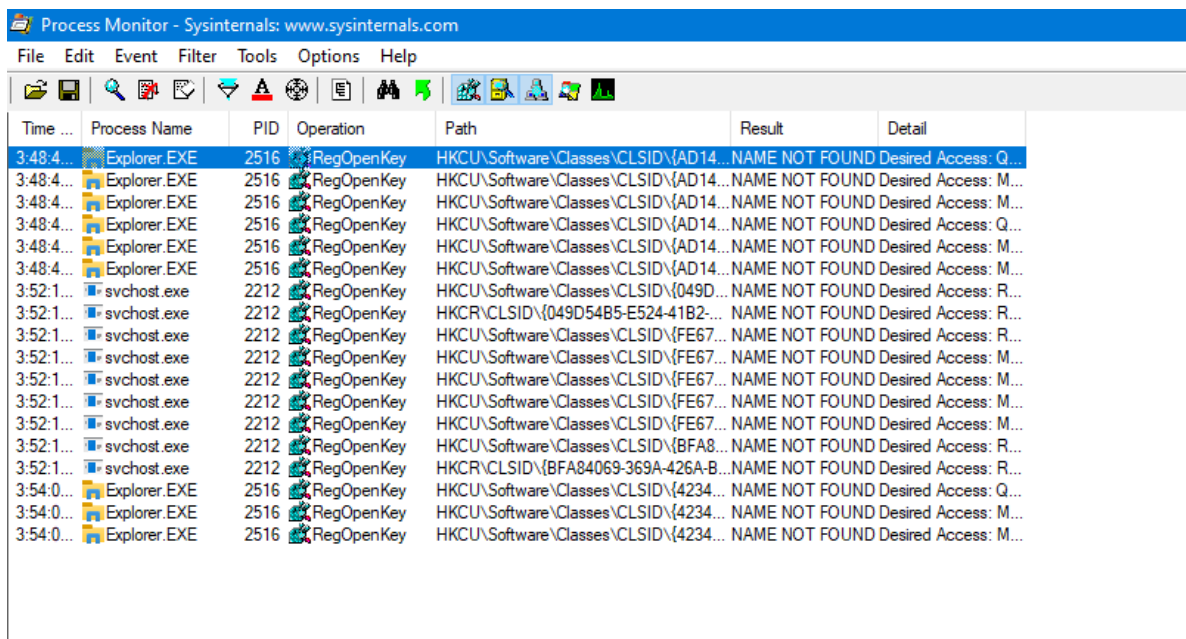 Process Monitor - Sysinternals: www.sysinternals.com
File Edit Event Filter Tools Options Help
Time ... Process Name PID Operation Path Result Detail
3:48:4... Explorer.EXE 2516 RegOpenKey HKCU\Software\Classes\CLSID\{AD14... NAME NOT FOUND Desired Access: Q...
3:48:4... Explorer.EXE 2516 RegOpenKey HKCU\Software\Classes\CLSID\{AD14... NAME NOT FOUND Desired Access: M...
3:48:4... Explorer.EXE 2516 RegOpenKey HKCU\Software\Classes\CLSID\{AD14... NAME NOT FOUND Desired Access: M...
3:48:4... Explorer.EXE 2516 RegOpenKey HKCU\Software\Classes\CLSID\{AD14... NAME NOT FOUND Desired Access: Q...
3:48:4... Explorer.EXE 2516 RegOpenKey HKCU\Software\Classes\CLSID\{AD14... NAME NOT FOUND Desired Access: M...
3:48:4... Explorer.EXE 2516 RegOpenKey HKCU\Software\Classes\CLSID\{AD14... NAME NOT FOUND Desired Access: M...
3:52:1... svchost.exe 2212 RegOpenKey HKCU\Software\Classes\CLSID\{049D... NAME NOT FOUND Desired Access: R...
3:52:1... svchost.exe 2212 RegOpenKey HKCR\CLSID\{049D54B5-E524-41B2-... NAME NOT FOUND Desired Access: R...
3:52:1... svchost.exe 2212 RegOpenKey HKCU\Software\Classes\CLSID\{FE67... NAME NOT FOUND Desired Access: R...
3:52:1... svchost.exe 2212 RegOpenKey HKCU\Software\Classes\CLSID\{FE67... NAME NOT FOUND Desired Access: M...
3:52:1... svchost.exe 2212 RegOpenKey HKCU\Software\Classes\CLSID\{FE67... NAME NOT FOUND Desired Access: M...
3:52:1... svchost.exe 2212 RegOpenKey HKCU\Software\Classes\CLSID\{FE67... NAME NOT FOUND Desired Access: M...
3:52:1... svchost.exe 2212 RegOpenKey HKCU\Software\Classes\CLSID\{FE67... NAME NOT FOUND Desired Access: M...
3:52:1... svchost.exe 2212 RegOpenKey HKCU\Software\Classes\CLSID\{BFA8... NAME NOT FOUND Desired Access: R...
3:52:1... svchost.exe 2212 RegOpenKey HKCR\CLSID\{BFA84069-369A-426A-B... NAME NOT FOUND Desired Access: R...
3:54:0... Explorer.EXE 2516 RegOpenKey HKCU\Software\Classes\CLSID\{4234... NAME NOT FOUND Desired Access: Q...
3:54:0... Explorer.EXE 2516 RegOpenKey HKCU\Software\Classes\CLSID\{4234... NAME NOT FOUND Desired Access: M...
3:54:0... Explorer.EXE 2516 RegOpenKey HKCU\Software\Classes\CLSID\{4234... NAME NOT FOUND Desired Access: M...